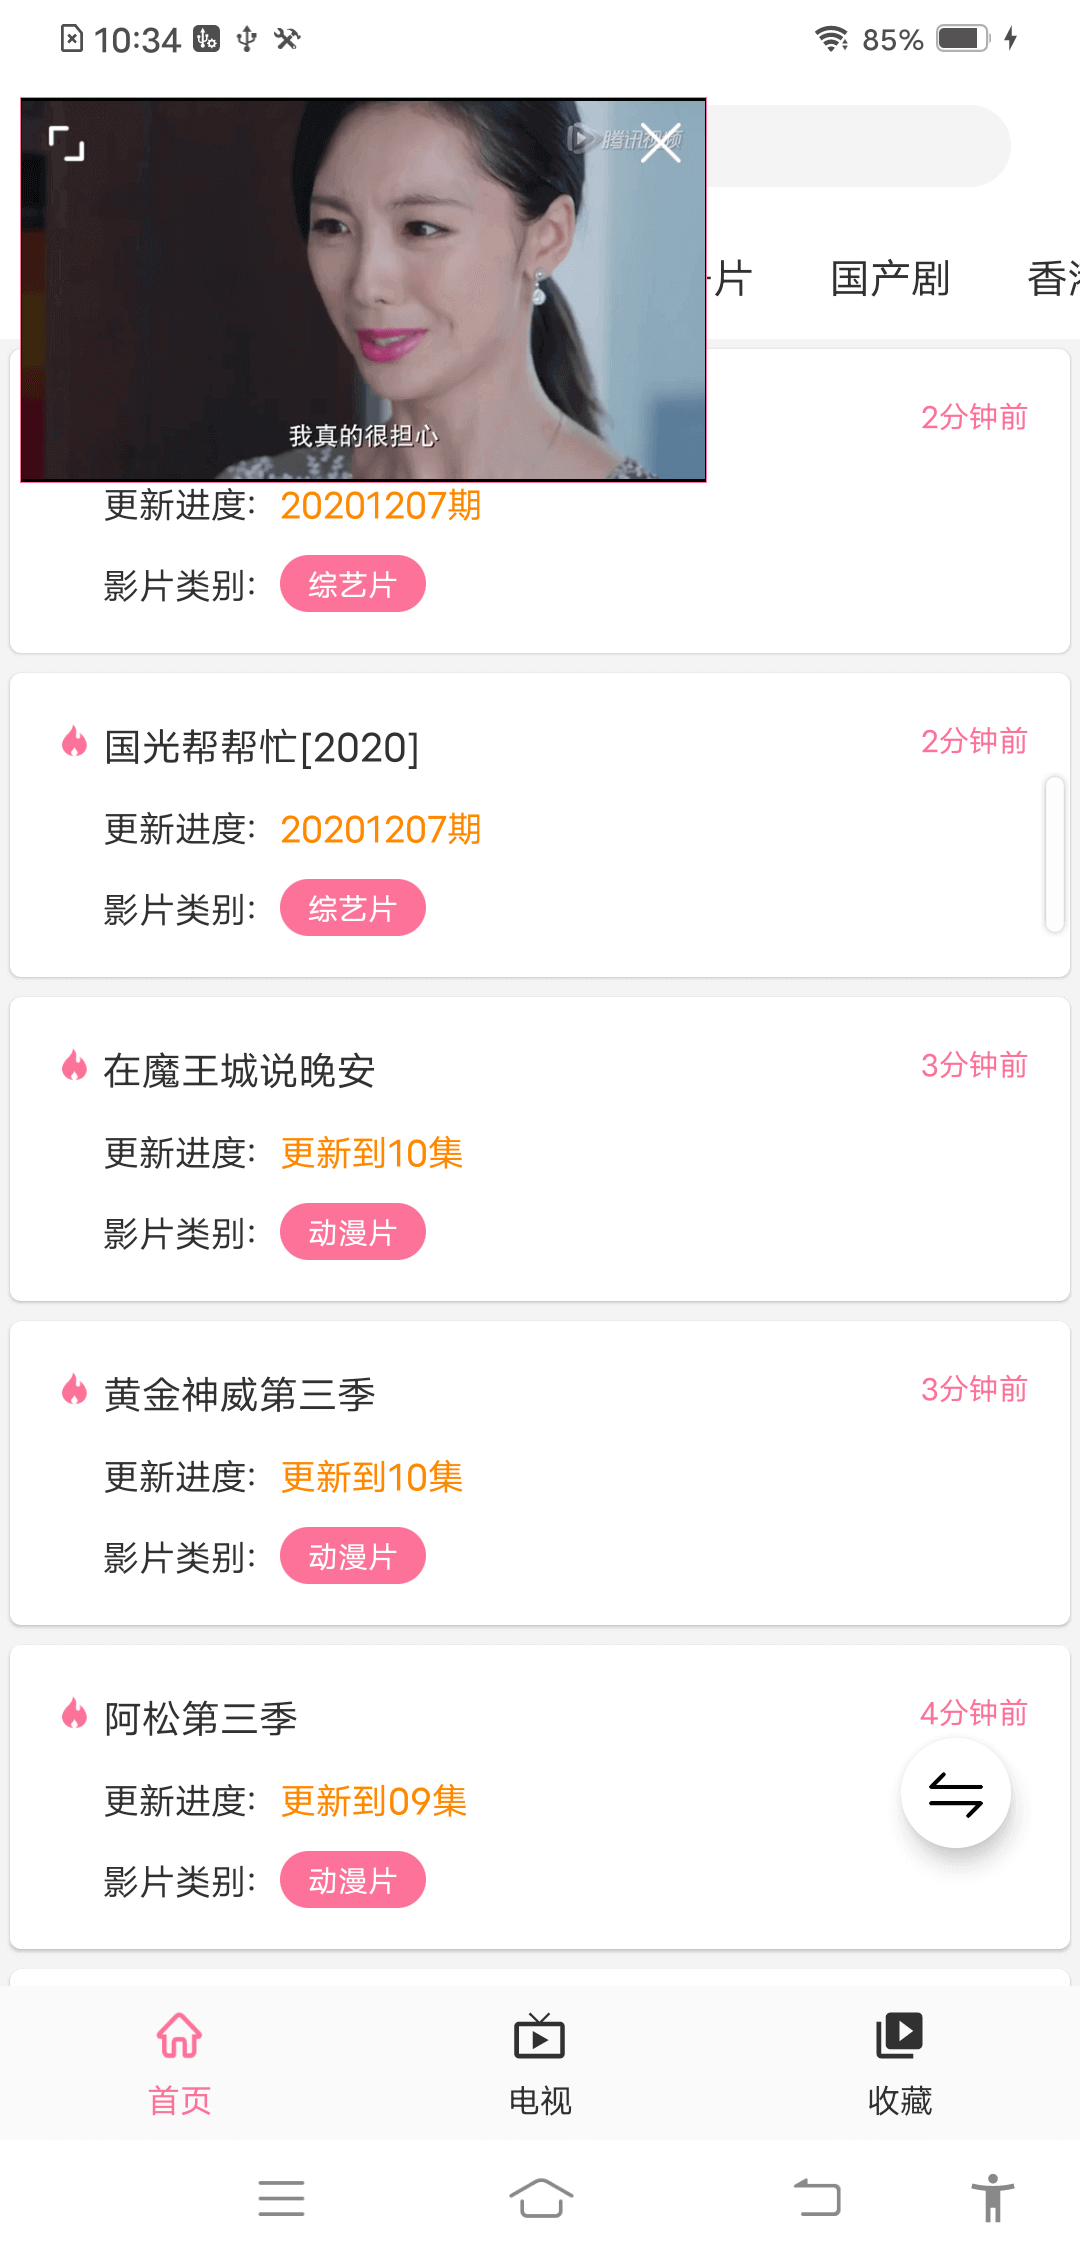 10:34
85%
腾讯视频
片
国产剧
2分钟前
我真的很担心
更新进度: 20201207期
影片类别: 综艺片
国光帮帮忙[2020]
2分钟前
更新进度: 20201207期
影片类别: 综艺片
在魔王城说晚安
3分钟前
更新进度: 更新到10集
影片类别: 动漫片
黄金神威第三季
3分钟前
更新进度: 更新到10集
影片类别: 动漫片
阿松第三季
4分钟前
更新进度: 更新到09集
影片类别: 动漫片
首页
电视
收藏